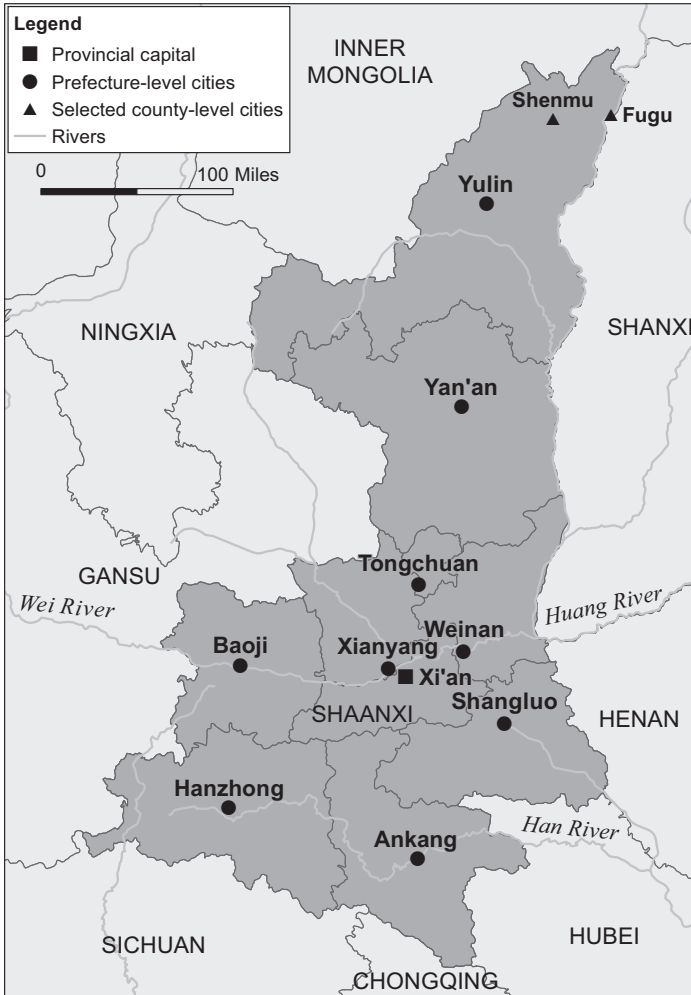 Legend
Provincial capital
Prefecture-level cities
Selected county-level cities
Rivers
0 100 Miles
INNER
MONGOLIA
Shenmu
Fugu
Yulin
NINGXIA
SHANXI
Yan'an
Tongchuan
GANSU
Wei River
Huang River
Weinan
Baoji
Xianyang
Xi'an
Shangluo
SHAANXI
HENAN
Hanzhong
Han River
Ankang
HUBEI
SICHUAN
CHONGQING